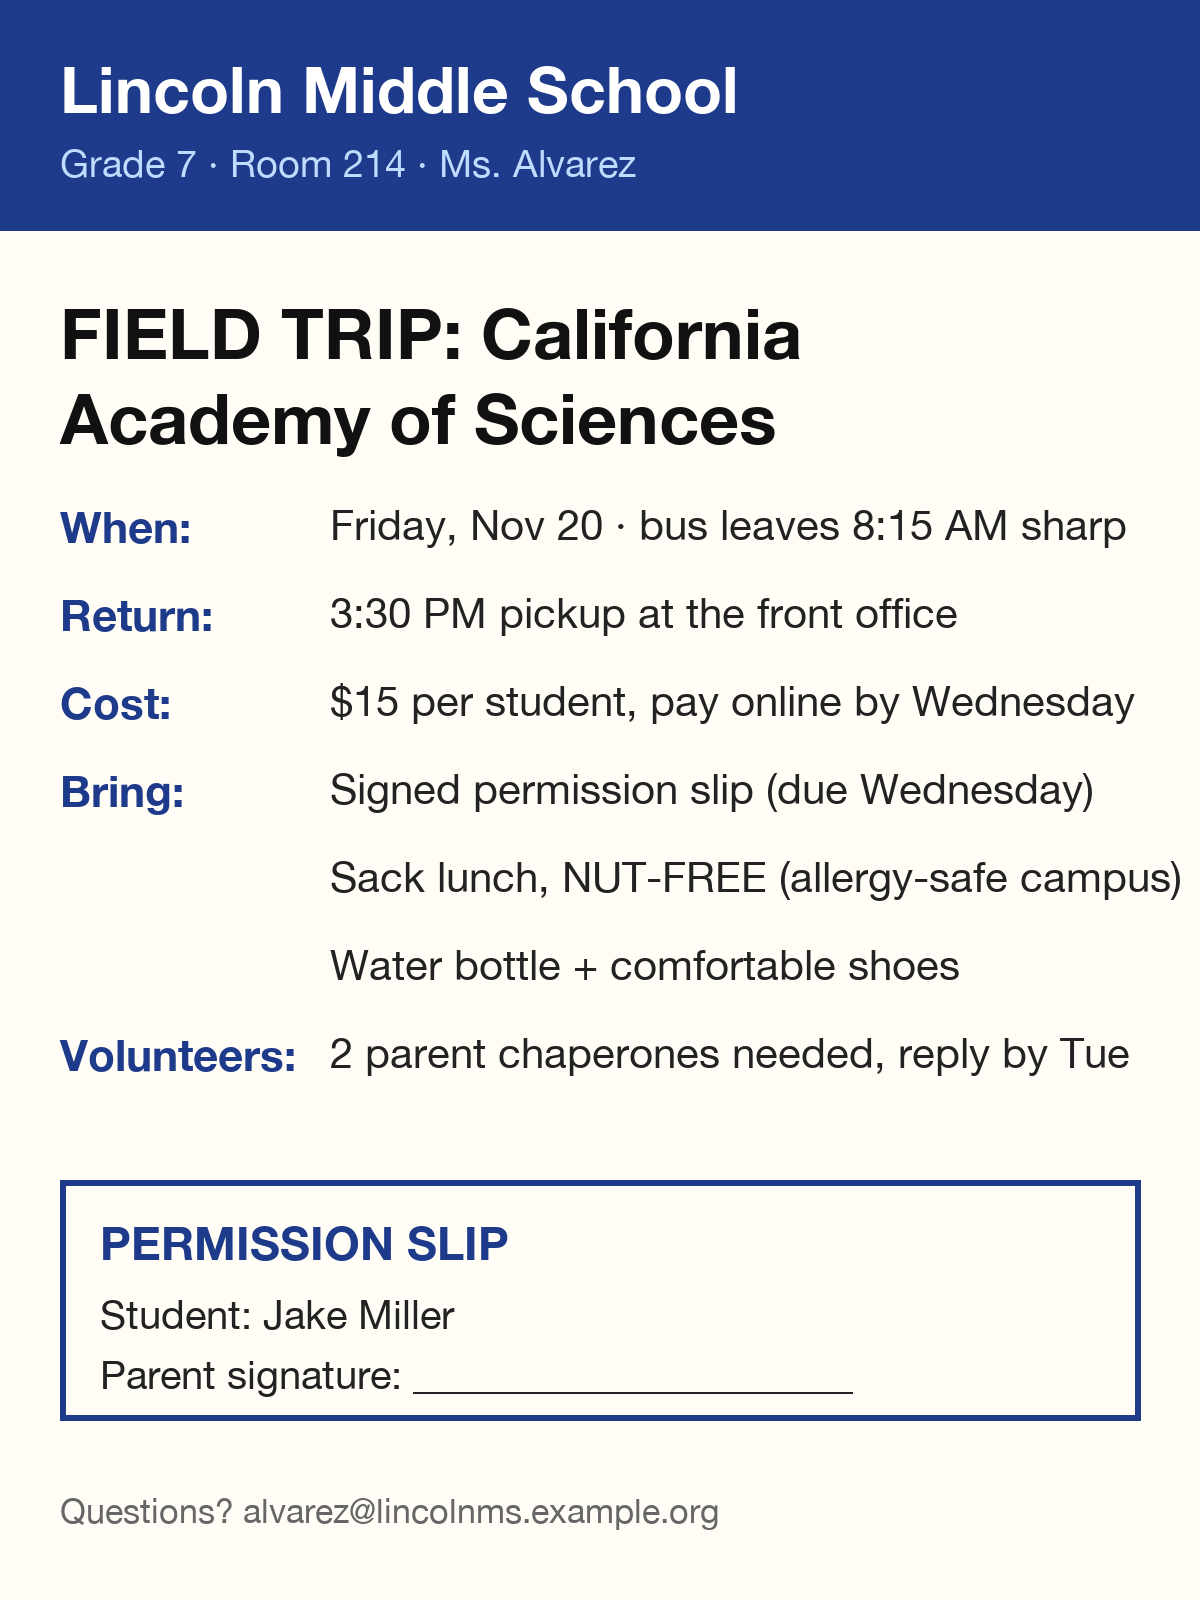 Lincoln Middle School
Grade 7 · Room 214 · Ms. Alvarez
FIELD TRIP: California
Academy of Sciences
When: Friday, Nov 20 · bus leaves 8:15 AM sharp
Return: 3:30 PM pickup at the front office
Cost: $15 per student, pay online by Wednesday
Bring: Signed permission slip (due Wednesday)
Sack lunch, NUT-FREE (allergy-safe campus)
Water bottle + comfortable shoes
Volunteers: 2 parent chaperones needed, reply by Tue
PERMISSION SLIP
Student: Jake Miller
Parent signature: ______________________
Questions? alvarez@lincolnms.example.org